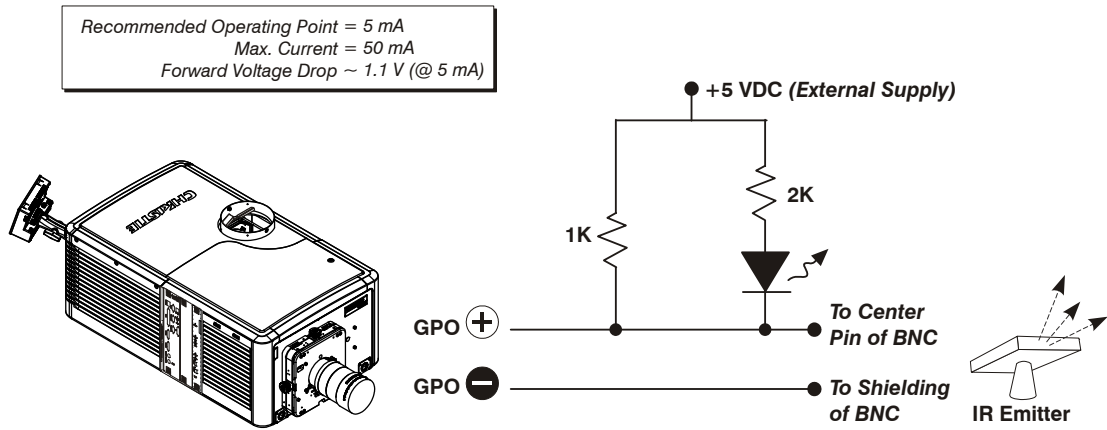 Recommended Operating Point = 5 mA
Max. Current = 50 mA
Forward Voltage Drop ~ 1.1 V (@ 5 mA)
+5 VDC (External Supply)
2K
1K
CHRISTIE
GPO +
To Center
Pin of BNC
GPO −
To Shielding
of BNC
IR Emitter